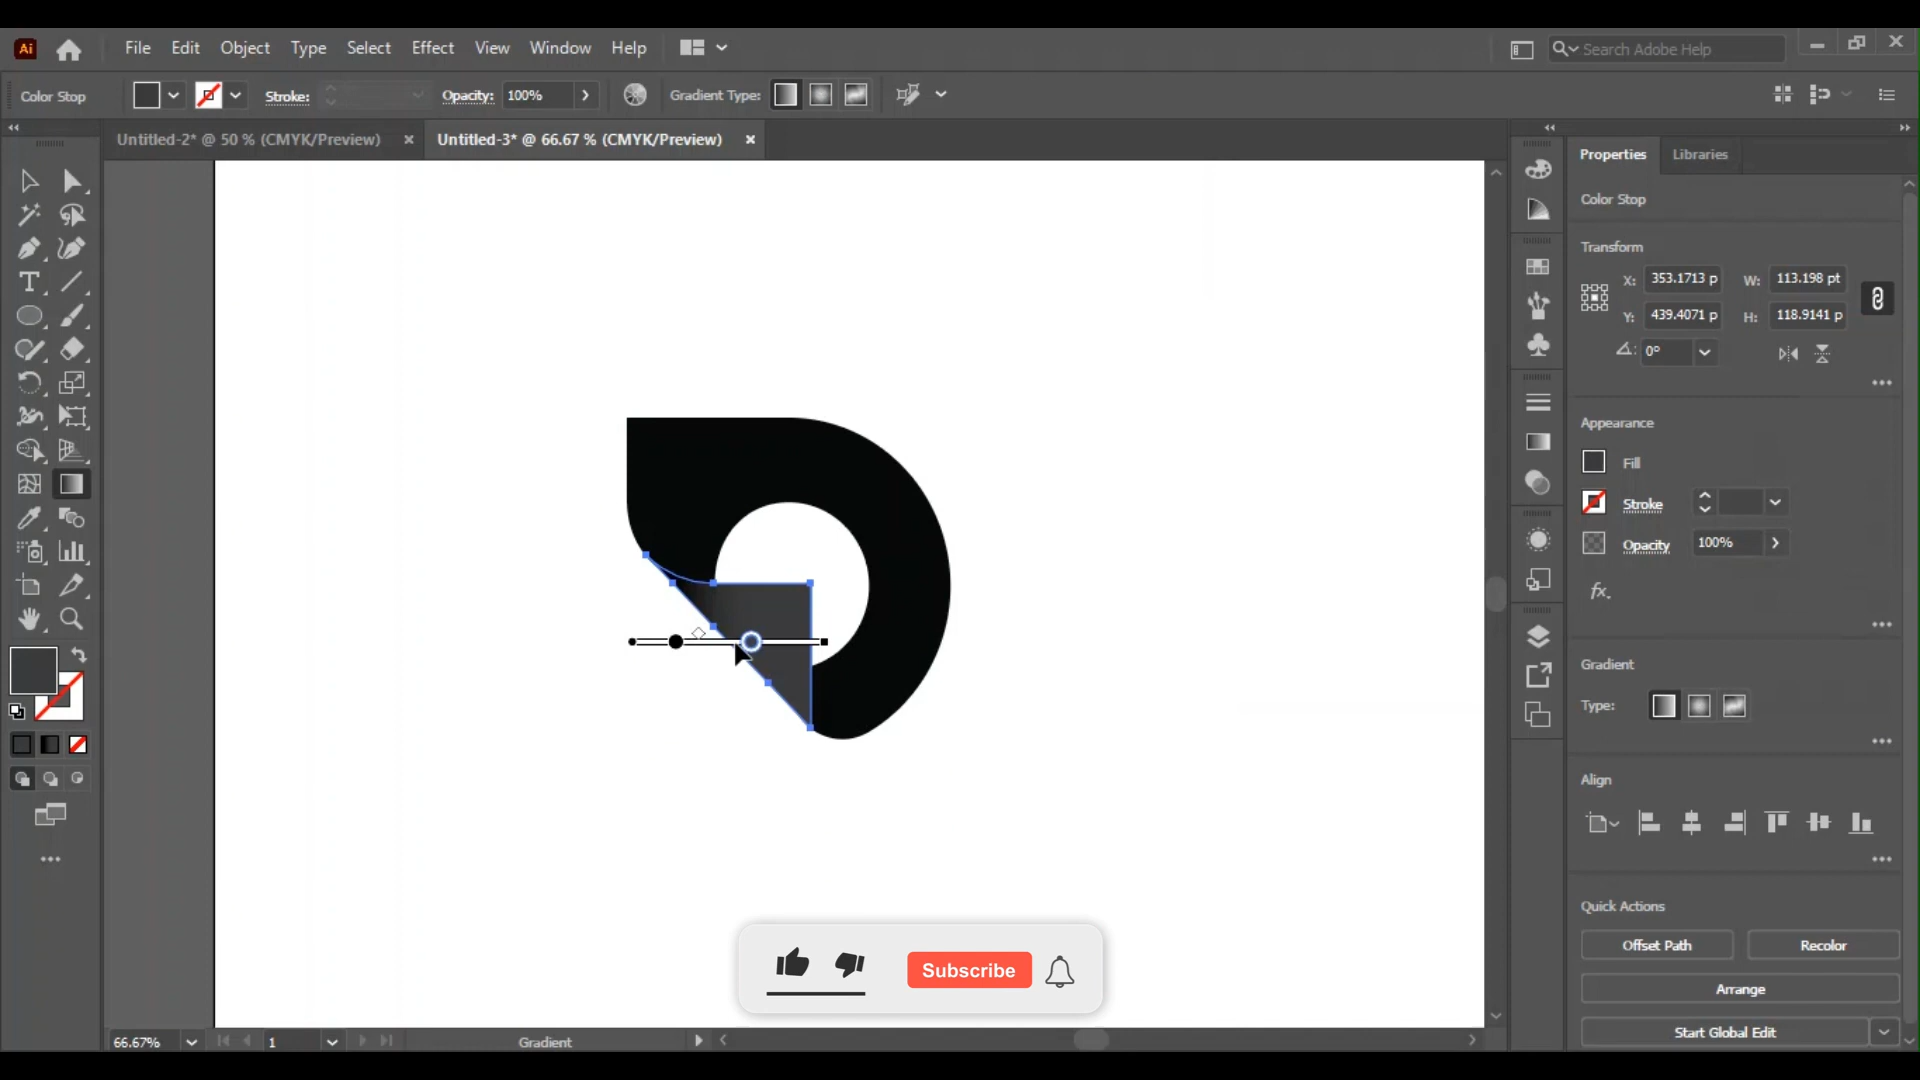 Ai File Edit Object Type Select Effect View Window Help Search Adobe Help
Color Stop Stroke: Opacity: 100% Gradient Type:
Untitled-2* @ 50 % (CMYK/Preview) × Untitled-3* @ 66.67 % (CMYK/Preview) ×
Properties Libraries
Color Stop
Transform
X: 353.1713 p W: 113.198 pt
Y: 439.4071 p H: 118.9141 p
0°
Appearance
Fill
Stroke
Opacity 100%
fx.
Gradient
Type:
Align
Quick Actions
Offset Path Recolor
Arrange
Start Global Edit
Subscribe
66.67% 1 Gradient